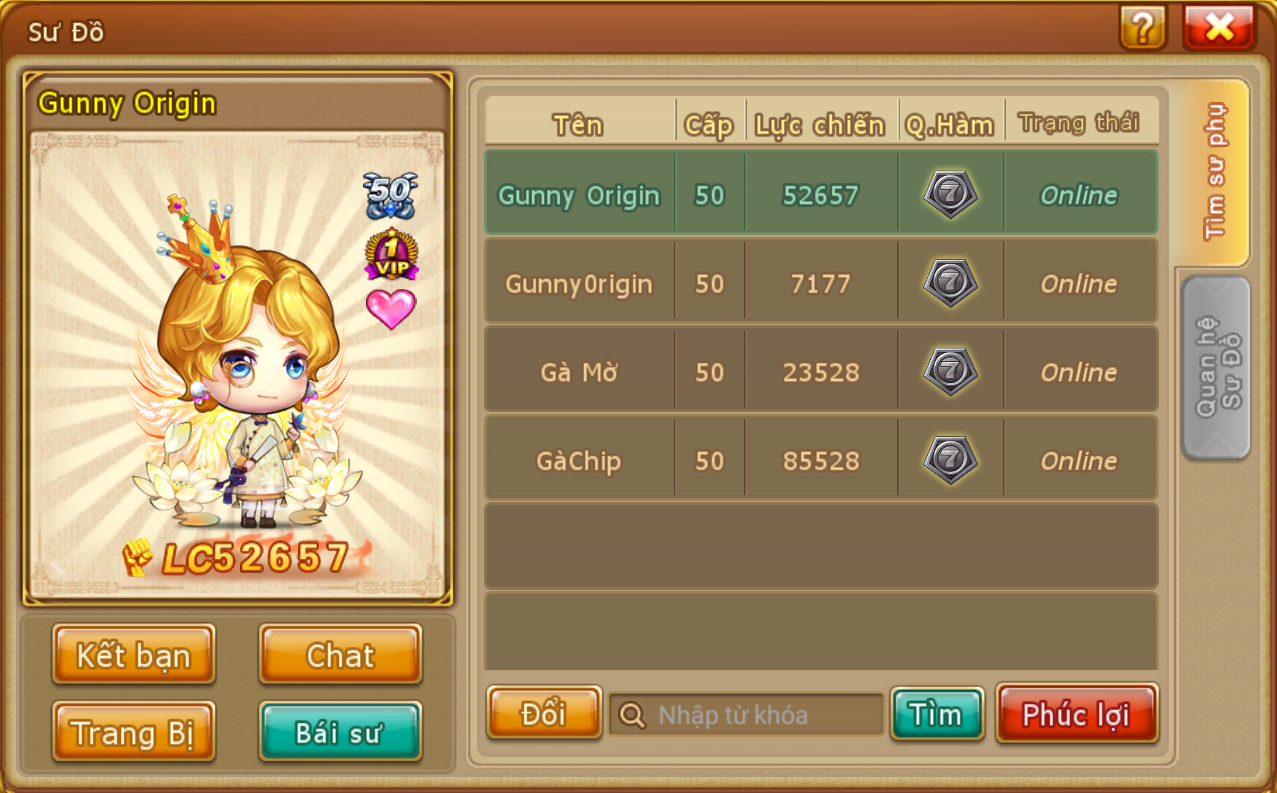 Sư Đồ
?
Gunny Origin
50
1
VIP
LC52657
Kết bạn
Chat
Trang Bị
Bái sư
Tên Cấp Lực chiến Q.Hàm Trạng thái
Gunny Origin 50 52657 7 Online
Gunny0rigin 50 7177 7 Online
Gà Mờ 50 23528 7 Online
GàChip 50 85528 7 Online
Đổi
Nhập từ khóa
Tìm
Phúc lợi
Tìm sư phụ
Quan hệ
Sư Đồ